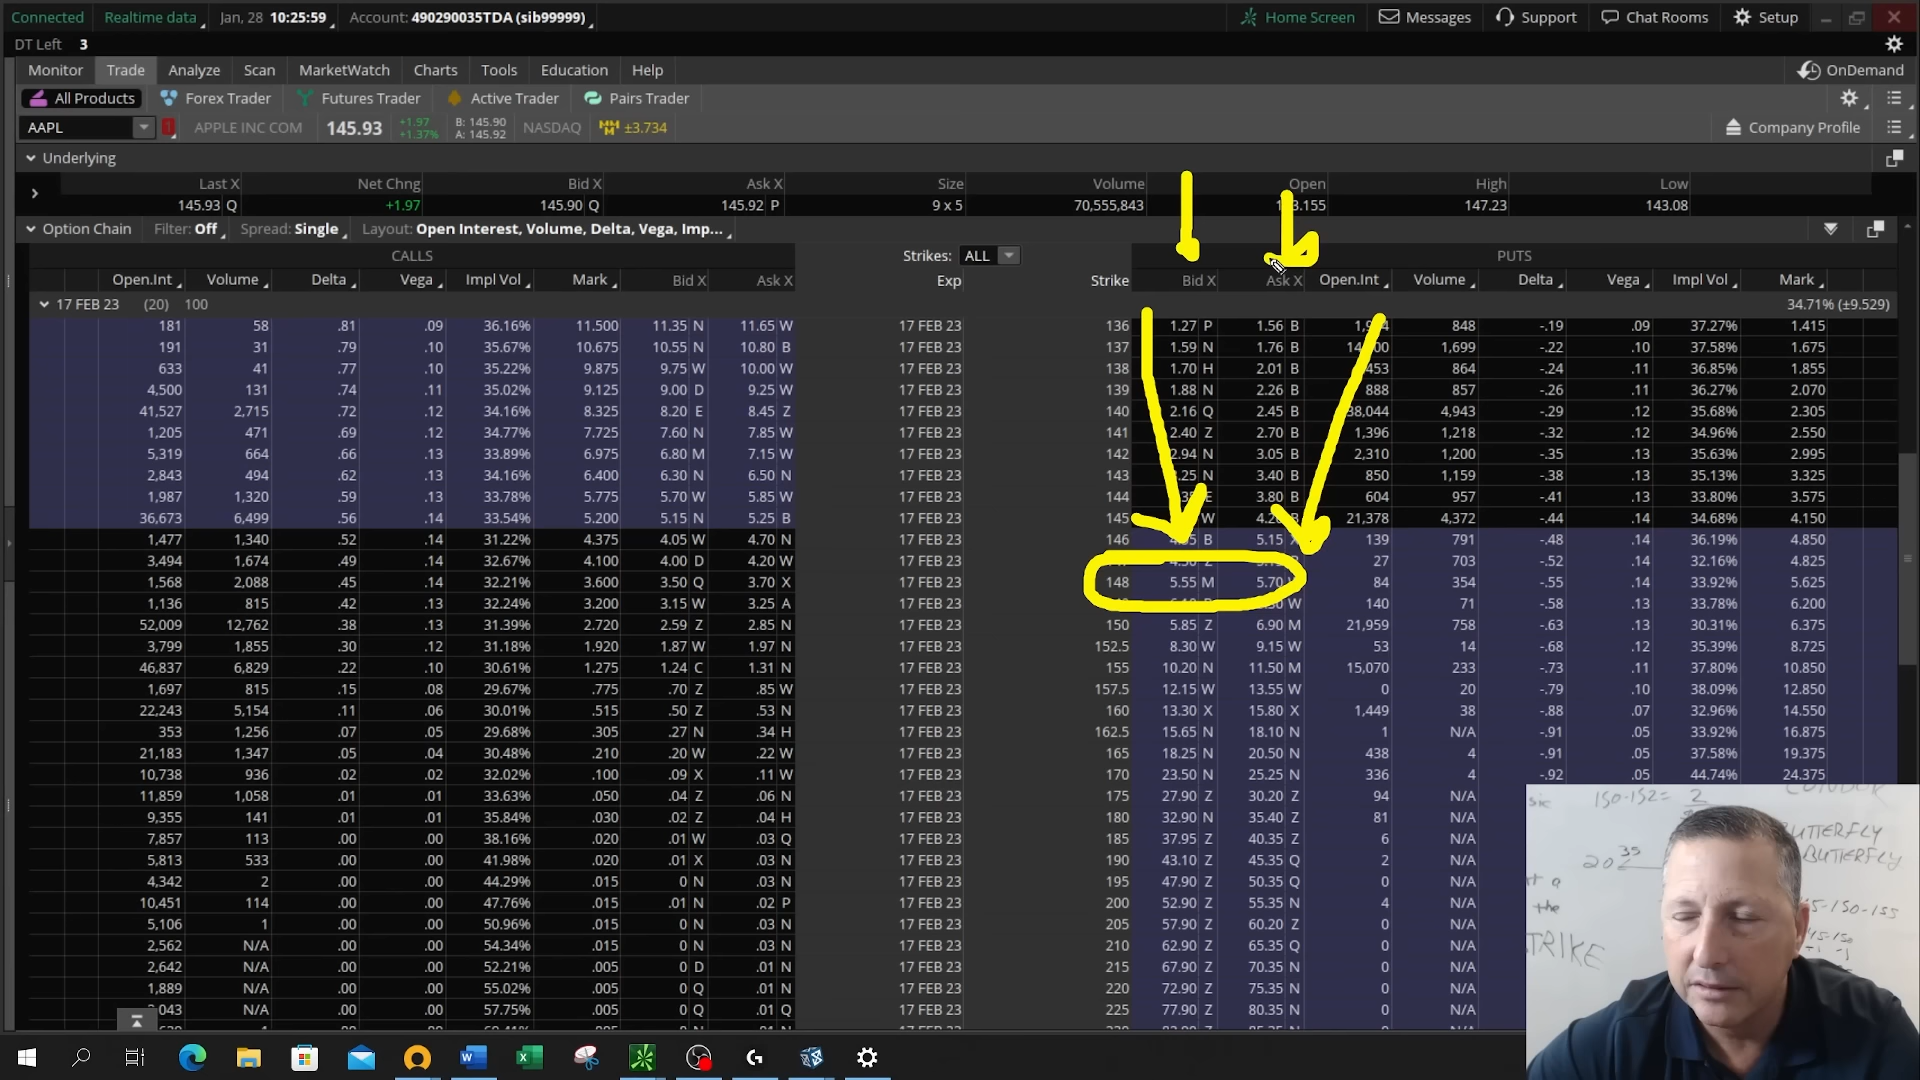 Connected Realtime data Jan, 28 10:25:59 Account: 490290035TDA (sib99999) Home Screen Messages Support Chat Rooms Setup
DT Left 3
Monitor Trade Analyze Scan MarketWatch Charts Tools Education Help OnDemand
All Products Forex Trader Futures Trader Active Trader Pairs Trader
AAPL 1 APPLE INC COM 145.93 +1.97 +1.37% B: 145.90 A: 145.92 NASDAQ ±3.734 Company Profile
Underlying
Last X Net Chng Bid X Ask X Size Volume Open High Low
145.93 Q +1.97 145.90 Q 145.92 P 9 x 5 70,555,843 147.23 143.08
Option Chain Filter: Off Spread: Single Layout: Open Interest, Volume, Delta, Vega, Imp...
CALLS Strikes: ALL PUTS
Open.Int Volume Delta Vega Impl Vol Mark Bid X Ask X Exp Strike Bid X Ask X Open.Int Volume Delta Vega Impl Vol Mark
17 FEB 23 (20) 100 34.71% (±9.529)
181 58 .81 .09 36.16% 11.500 11.35 N 11.65 W 17 FEB 23 136 1.27 P 1.56 B 848 -.19 .09 37.27% 1.415
191 31 .79 .10 35.67% 10.675 10.55 N 10.80 B 17 FEB 23 137 1.59 N 1.76 B 1,699 -.22 .10 37.58% 1.675
633 41 .77 .10 35.22% 9.875 9.75 W 10.00 W 17 FEB 23 138 1.70 H 2.01 B 864 -.24 .11 36.85% 1.855
4,500 131 .74 .11 35.02% 9.125 9.00 D 9.25 W 17 FEB 23 139 1.88 N 2.26 B 888 857 -.26 .11 36.27% 2.070
41,527 2,715 .72 .12 34.16% 8.325 8.20 E 8.45 Z 17 FEB 23 140 2.16 Q 2.45 B 38,044 4,943 -.29 .12 35.68% 2.305
1,205 471 .69 .12 34.77% 7.725 7.60 N 7.85 W 17 FEB 23 141 2.40 Z 2.70 B 1,396 1,218 -.32 .12 34.96% 2.550
5,319 664 .66 .13 33.89% 6.975 6.80 M 7.15 W 17 FEB 23 142 2.94 N 3.05 B 2,310 1,200 -.35 .13 35.63% 2.995
2,843 494 .62 .13 34.16% 6.400 6.30 N 6.50 N 17 FEB 23 143 N 3.40 B 850 1,159 -.38 .13 35.13% 3.325
1,987 1,320 .59 .13 33.78% 5.775 5.70 W 5.85 W 17 FEB 23 144 3.80 B 604 957 -.41 .13 33.80% 3.575
36,673 6,499 .56 .14 33.54% 5.200 5.15 N 5.25 B 17 FEB 23 145 W 21,378 4,372 -.44 .14 34.68% 4.150
1,477 1,340 .52 .14 31.22% 4.375 4.05 W 4.70 N 17 FEB 23 146 B 5.15 139 791 -.48 .14 36.19% 4.850
3,494 1,674 .49 .14 32.67% 4.100 4.00 D 4.20 W 17 FEB 23 27 703 -.52 .14 32.16% 4.825
1,568 2,088 .45 .14 32.21% 3.600 3.50 Q 3.70 X 17 FEB 23 148 5.55 M 5.70 84 354 -.55 .14 33.92% 5.625
1,136 815 .42 .13 32.24% 3.200 3.15 W 3.25 A 17 FEB 23 W 140 71 -.58 .13 33.78% 6.200
52,009 12,762 .38 .13 31.39% 2.720 2.59 Z 2.85 N 17 FEB 23 150 5.85 Z 6.90 M 21,959 758 -.63 .13 30.31% 6.375
3,799 1,855 .30 .12 31.18% 1.920 1.87 W 1.97 N 17 FEB 23 152.5 8.30 W 9.15 W 53 14 -.68 .12 35.39% 8.725
46,837 6,829 .22 .10 30.61% 1.275 1.24 C 1.31 N 17 FEB 23 155 10.20 N 11.50 M 15,070 233 -.73 .11 37.80% 10.850
1,697 815 .15 .08 29.67% .775 .70 Z .85 W 17 FEB 23 157.5 12.15 W 13.55 W 0 20 -.79 .10 38.09% 12.850
22,243 5,154 .11 .06 30.01% .515 .50 Z .53 N 17 FEB 23 160 13.30 X 15.80 X 1,449 38 -.88 .07 32.96% 14.550
353 1,256 .07 .05 29.68% .305 .27 N .34 H 17 FEB 23 162.5 15.65 N 18.10 N 1 N/A -.91 .05 33.92% 16.875
21,183 1,347 .05 .04 30.48% .210 .20 W .22 W 17 FEB 23 165 18.25 N 20.50 N 438 4 -.91 .05 37.58% 19.375
10,738 936 .02 .02 32.02% .100 .09 X .11 W 17 FEB 23 170 23.50 N 25.25 N 336 4 -.92 .05 44.74% 24.375
11,859 1,058 .01 .01 33.63% .050 .04 Z .06 N 17 FEB 23 175 27.90 Z 30.20 Z 94 N/A
9,355 141 .01 .01 35.84% .030 .02 Z .04 H 17 FEB 23 180 32.90 N 35.40 Z 81 N/A
7,857 113 .00 .00 38.16% .020 .01 W .03 Q 17 FEB 23 185 37.95 Z 40.35 Z 6 N/A
5,813 533 .00 .00 41.98% .020 .01 X .03 N 17 FEB 23 190 43.10 Z 45.35 Q 2 N/A
4,342 2 .00 .00 44.29% .015 0 N .03 N 17 FEB 23 195 47.90 Z 50.35 Q 0 N/A
10,451 114 .00 .00 47.76% .015 .01 N .02 P 17 FEB 23 200 52.90 Z 55.35 N 4 N/A
5,106 1 .00 .00 50.96% .015 0 N .03 N 17 FEB 23 205 57.90 Z 60.20 Z 0 N/A
2,562 N/A .00 .00 54.34% .015 0 N .03 N 17 FEB 23 210 62.90 Z 65.35 Q 0 N/A
2,642 N/A .00 .00 52.21% .005 0 D .01 N 17 FEB 23 215 67.90 Z 70.35 N 0 N/A
1,889 N/A .00 .00 55.02% .005 0 Q .01 N 17 FEB 23 220 72.90 Z 75.35 N 0 N/A
043 N/A .00 .00 57.75% .005 0 N .01 Q 17 FEB 23 225 77.90 Z 80.35 N 0 N/A
150-152= 2
BUTTERFLY
BUTTERFLY
20 35
the
5-150-155
TRIKE